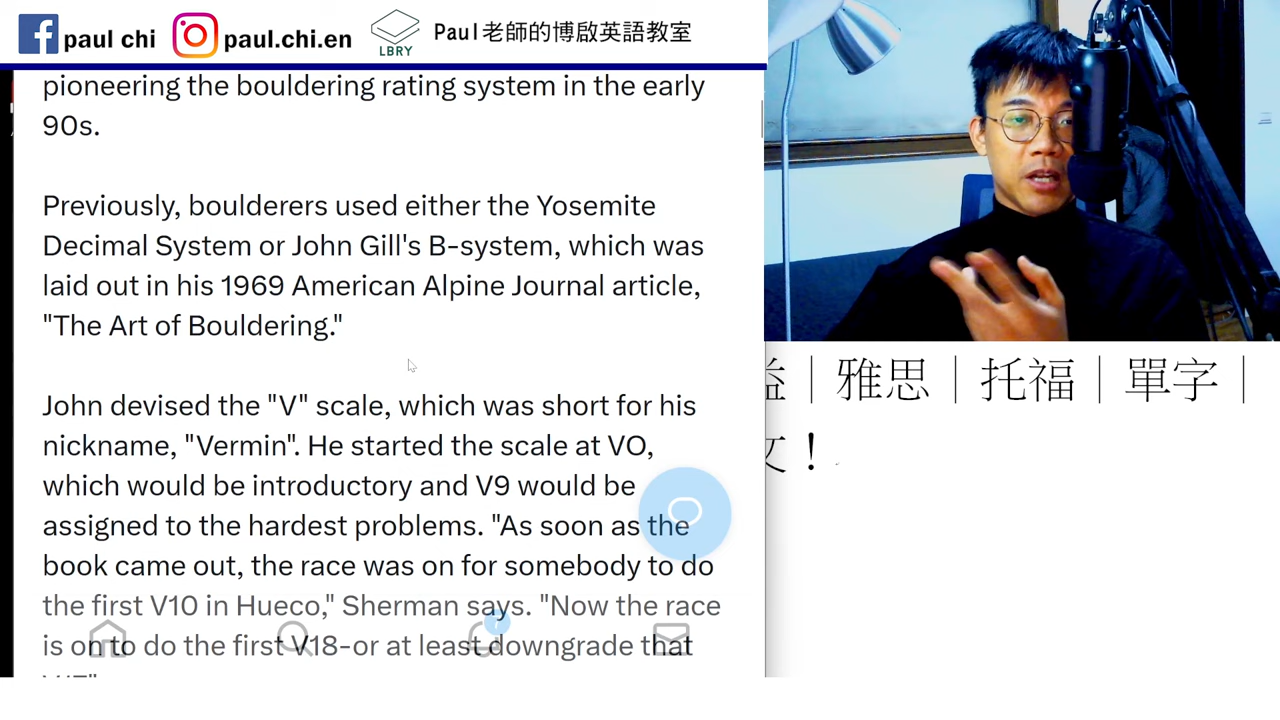 paul chi
paul.chi.en
LBRY
Paul老師的博啟英語教室
pioneering the bouldering rating system in the early
90s.
Previously, boulderers used either the Yosemite
Decimal System or John Gill's B-system, which was
laid out in his 1969 American Alpine Journal article,
"The Art of Bouldering."
John devised the "V" scale, which was short for his
nickname, "Vermin". He started the scale at VO,
which would be introductory and V9 would be
assigned to the hardest problems. "As soon as the
book came out, the race was on for somebody to do
the first V10 in Hueco," Sherman says. "Now the race
is on to do the first V18-or at least downgrade that
｜雅思｜托福｜單字｜
！